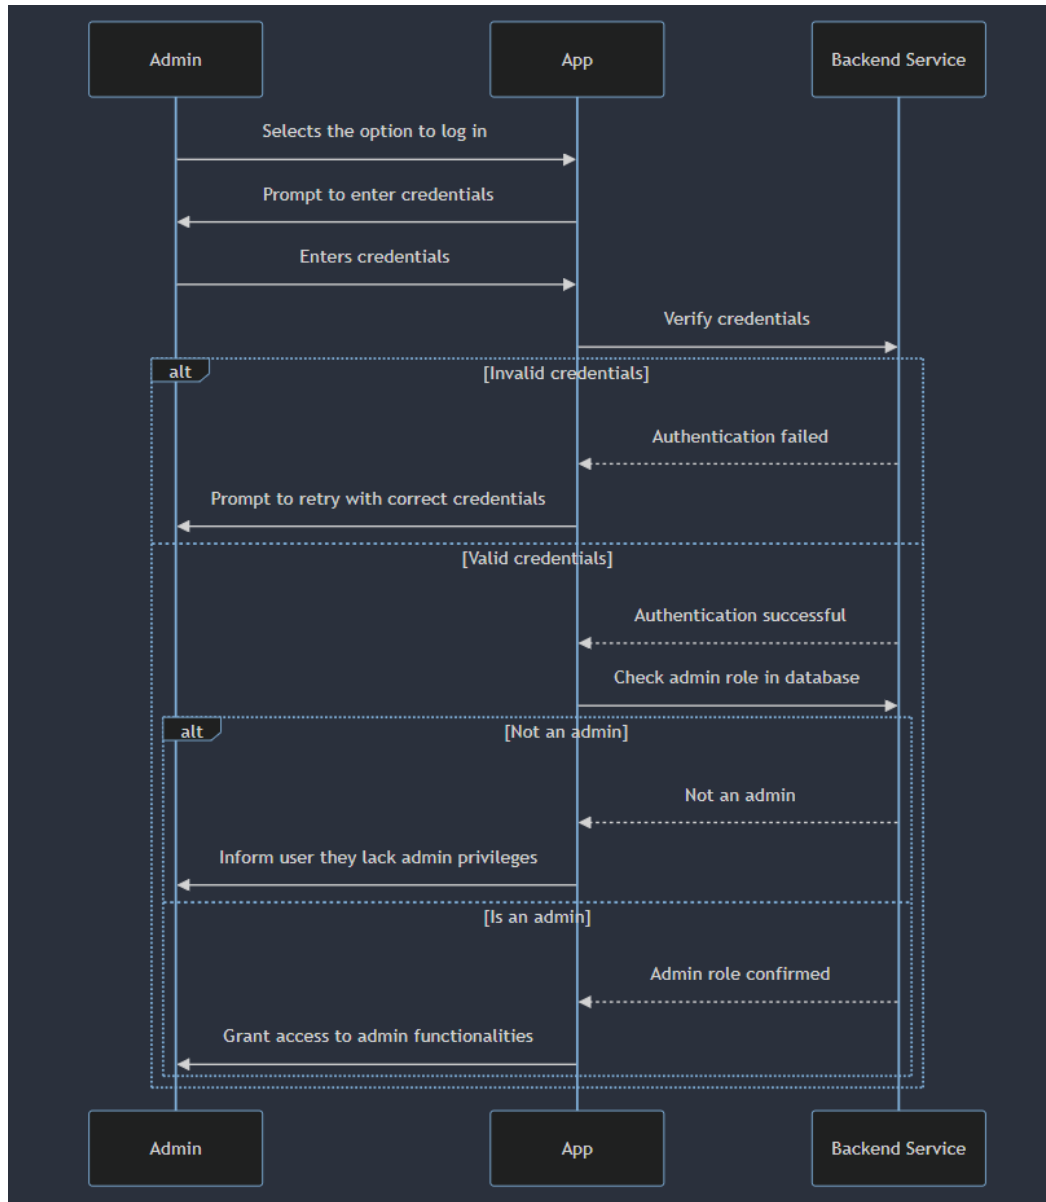 Admin
App
Backend Service
Selects the option to log in
Prompt to enter credentials
Enters credentials
Verify credentials
alt
[Invalid credentials]
Authentication failed
Prompt to retry with correct credentials
[Valid credentials]
Authentication successful
Check admin role in database
alt
[Not an admin]
Not an admin
Inform user they lack admin privileges
[Is an admin]
Admin role confirmed
Grant access to admin functionalities
Admin
App
Backend Service